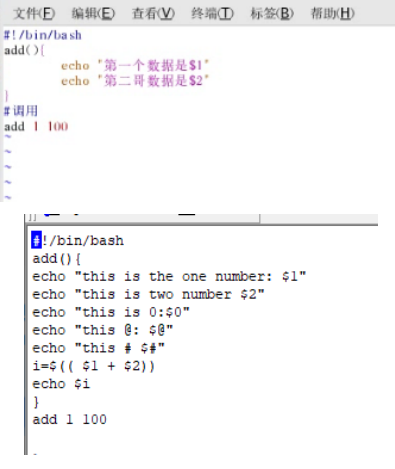 文件(F) 编辑(E) 查看(V) 终端(T) 标签(B) 帮助(H)
#!/bin/bash
add(){
echo "第一个数据是$1"
echo "第二哥数据是$2"
}
#调用
add 1 100
~
~
~
~
~
#!/bin/bash
add(){
echo "this is the one number: $1"
echo "this is two number $2"
echo "this is 0:$0"
echo "this @: $@"
echo "this # $#"
i=$(( $1 + $2))
echo $i
}
add 1 100